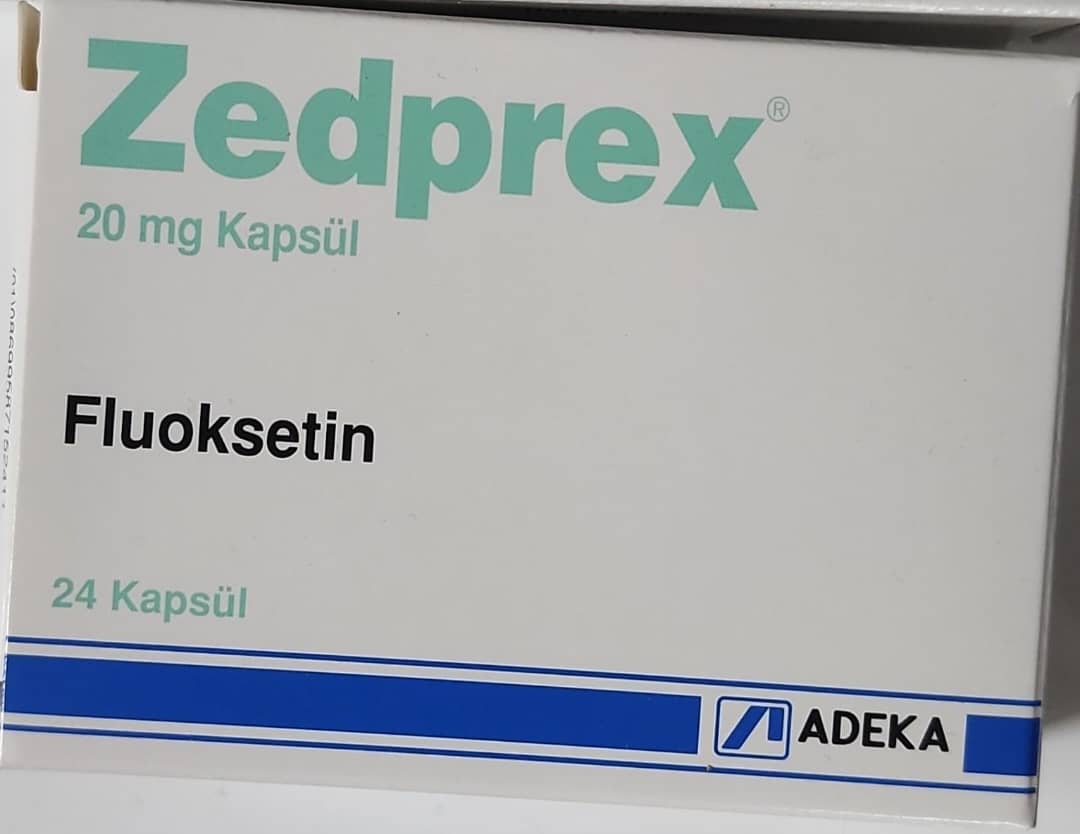 Zedprex®
20 mg Kapsül
Fluoksetin
24 Kapsül
ADEKA